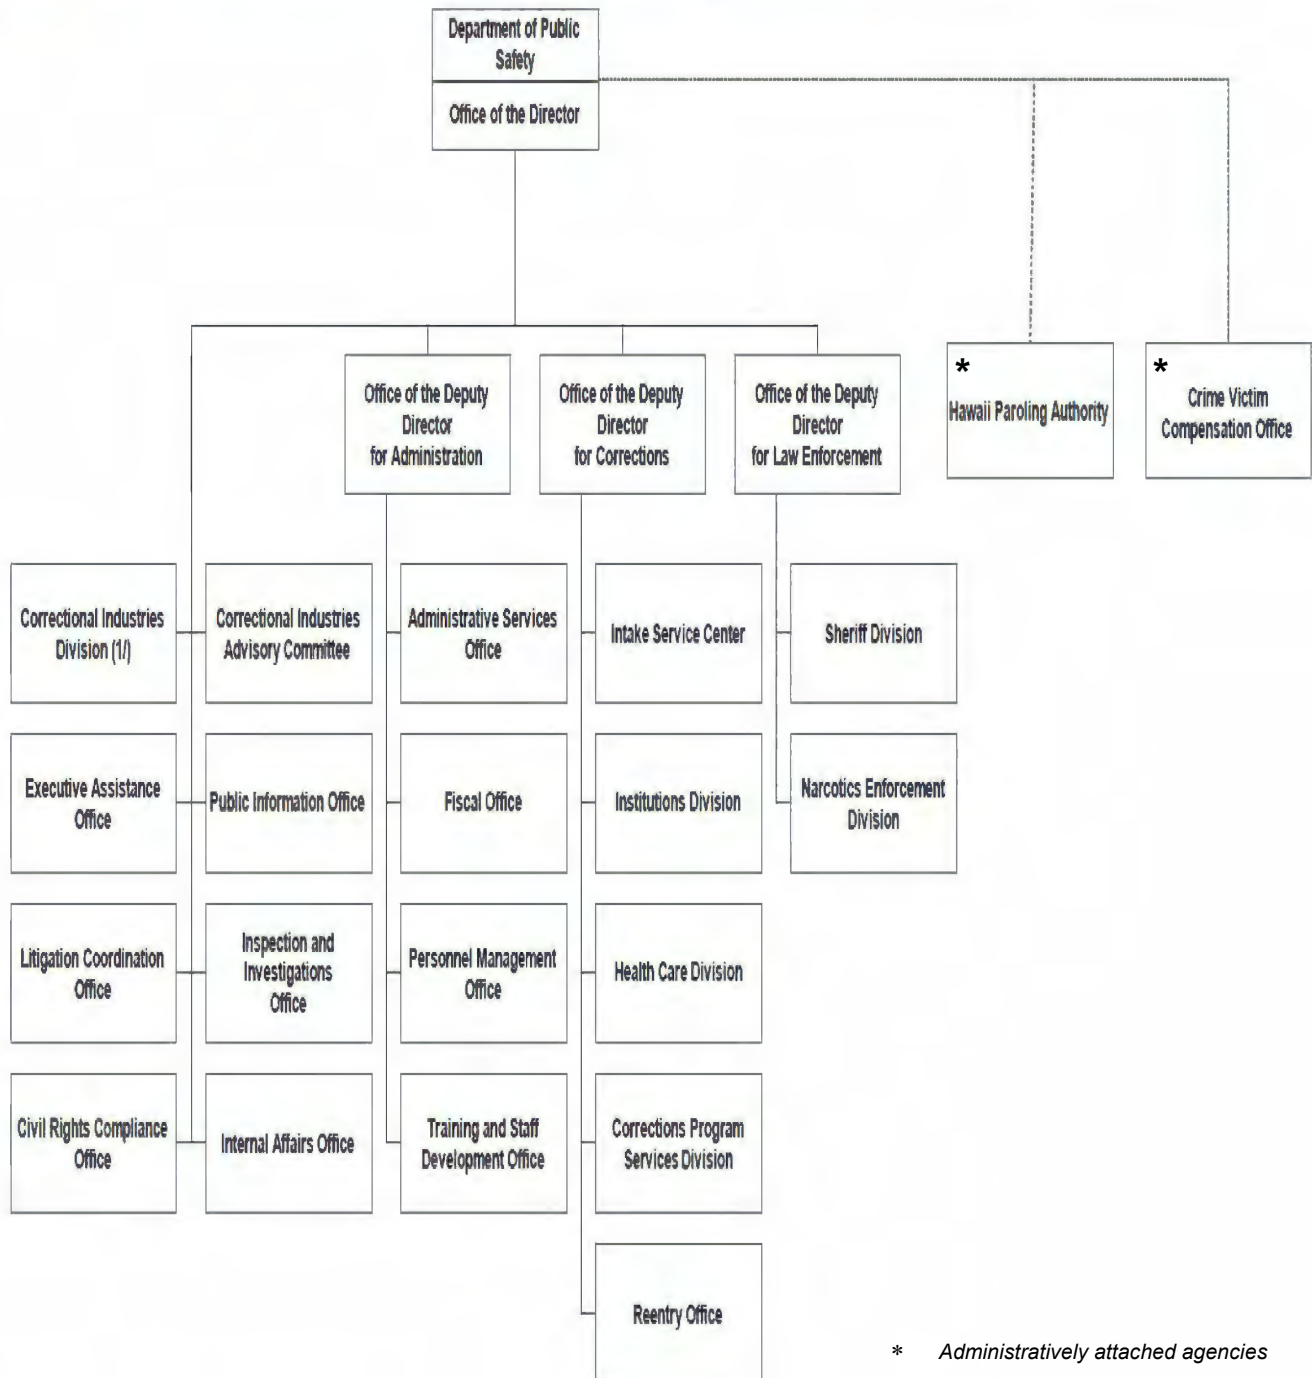 Department of Public
Safety
Office of the Director
Office of the Deputy
Director
for Administration
Office of the Deputy
Director
for Corrections
Office of the Deputy
Director
for Law Enforcement
*
Hawaii Paroling Authority
*
Crime Victim
Compensation Office
Correctional Industries
Division (1/)
Correctional Industries
Advisory Committee
Administrative Services
Office
Intake Service Center
Sheriff Division
Executive Assistance
Office
Public Information Office
Fiscal Office
Institutions Division
Narcotics Enforcement
Division
Litigation Coordination
Office
Inspection and
Investigations
Office
Personnel Management
Office
Health Care Division
Civil Rights Compliance
Office
Internal Affairs Office
Training and Staff
Development Office
Corrections Program
Services Division
Reentry Office
* Administratively attached agencies